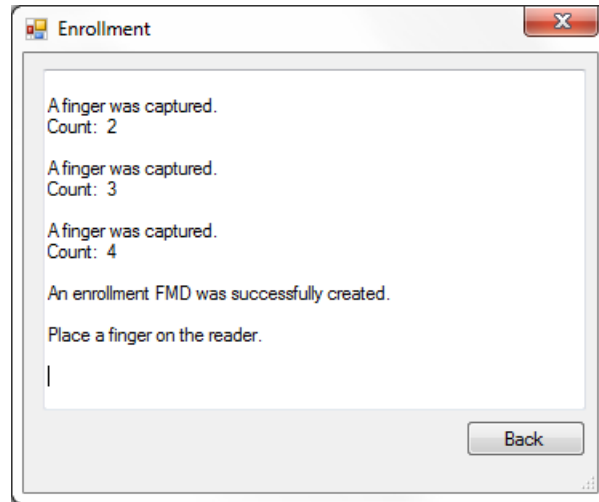 Enrollment
A finger was captured.
Count: 2
A finger was captured.
Count: 3
A finger was captured.
Count: 4
An enrollment FMD was successfully created.
Place a finger on the reader.
Back